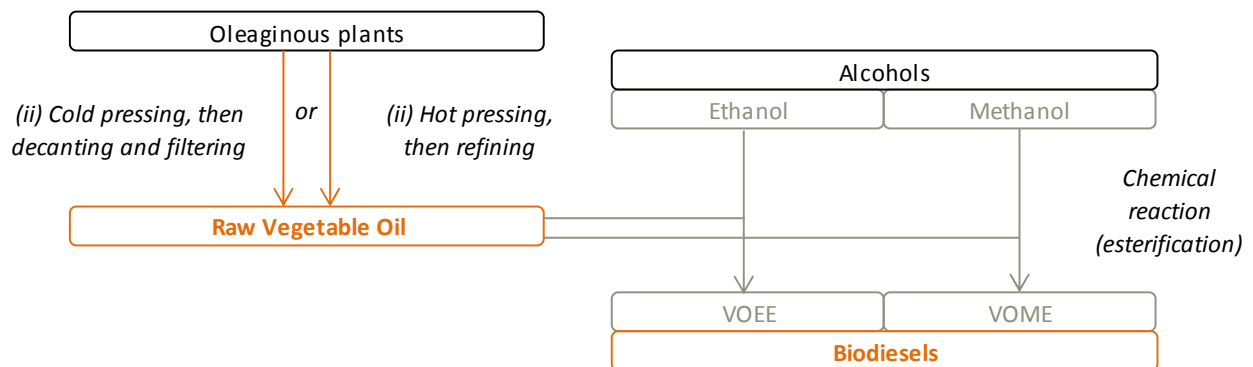 Oleaginous plants
(ii) Cold pressing, then
decanting and filtering
or
(ii) Hot pressing,
then refining
Raw Vegetable Oil
Alcohols
Ethanol
Methanol
Chemical
reaction
(esterification)
VOEE
VOME
Biodiesels